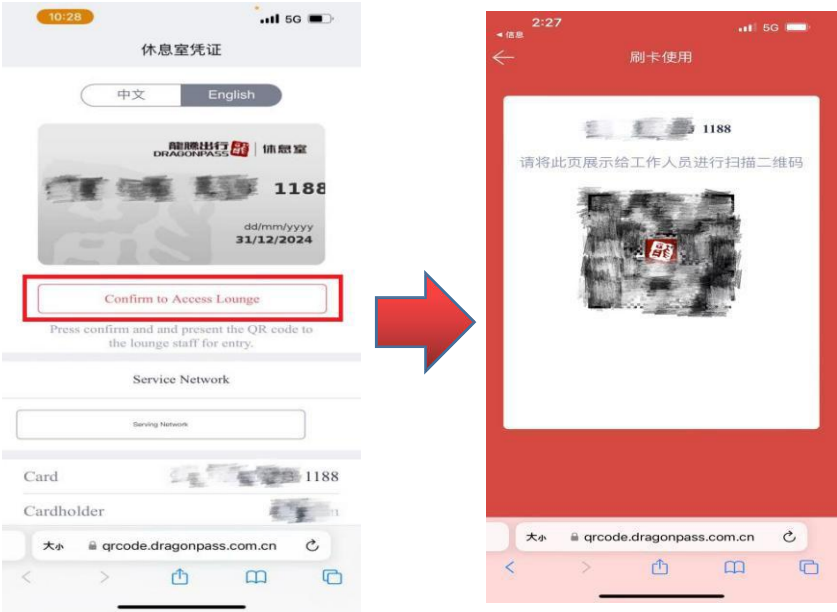 10:28
5G
休息室凭证
中文
English
龍騰出行 休息室
DRAGONPASS
1188
dd/mm/yyyy
31/12/2024
Confirm to Access Lounge
Press confirm and and present the QR code to
the lounge staff for entry.
Service Network
Serving Network
Card 1188
Cardholder
大小 qrcode.dragonpass.com.cn
2:27
5G
信息
刷卡使用
1188
请将此页展示给工作人员进行扫描二维码
大小 qrcode.dragonpass.com.cn